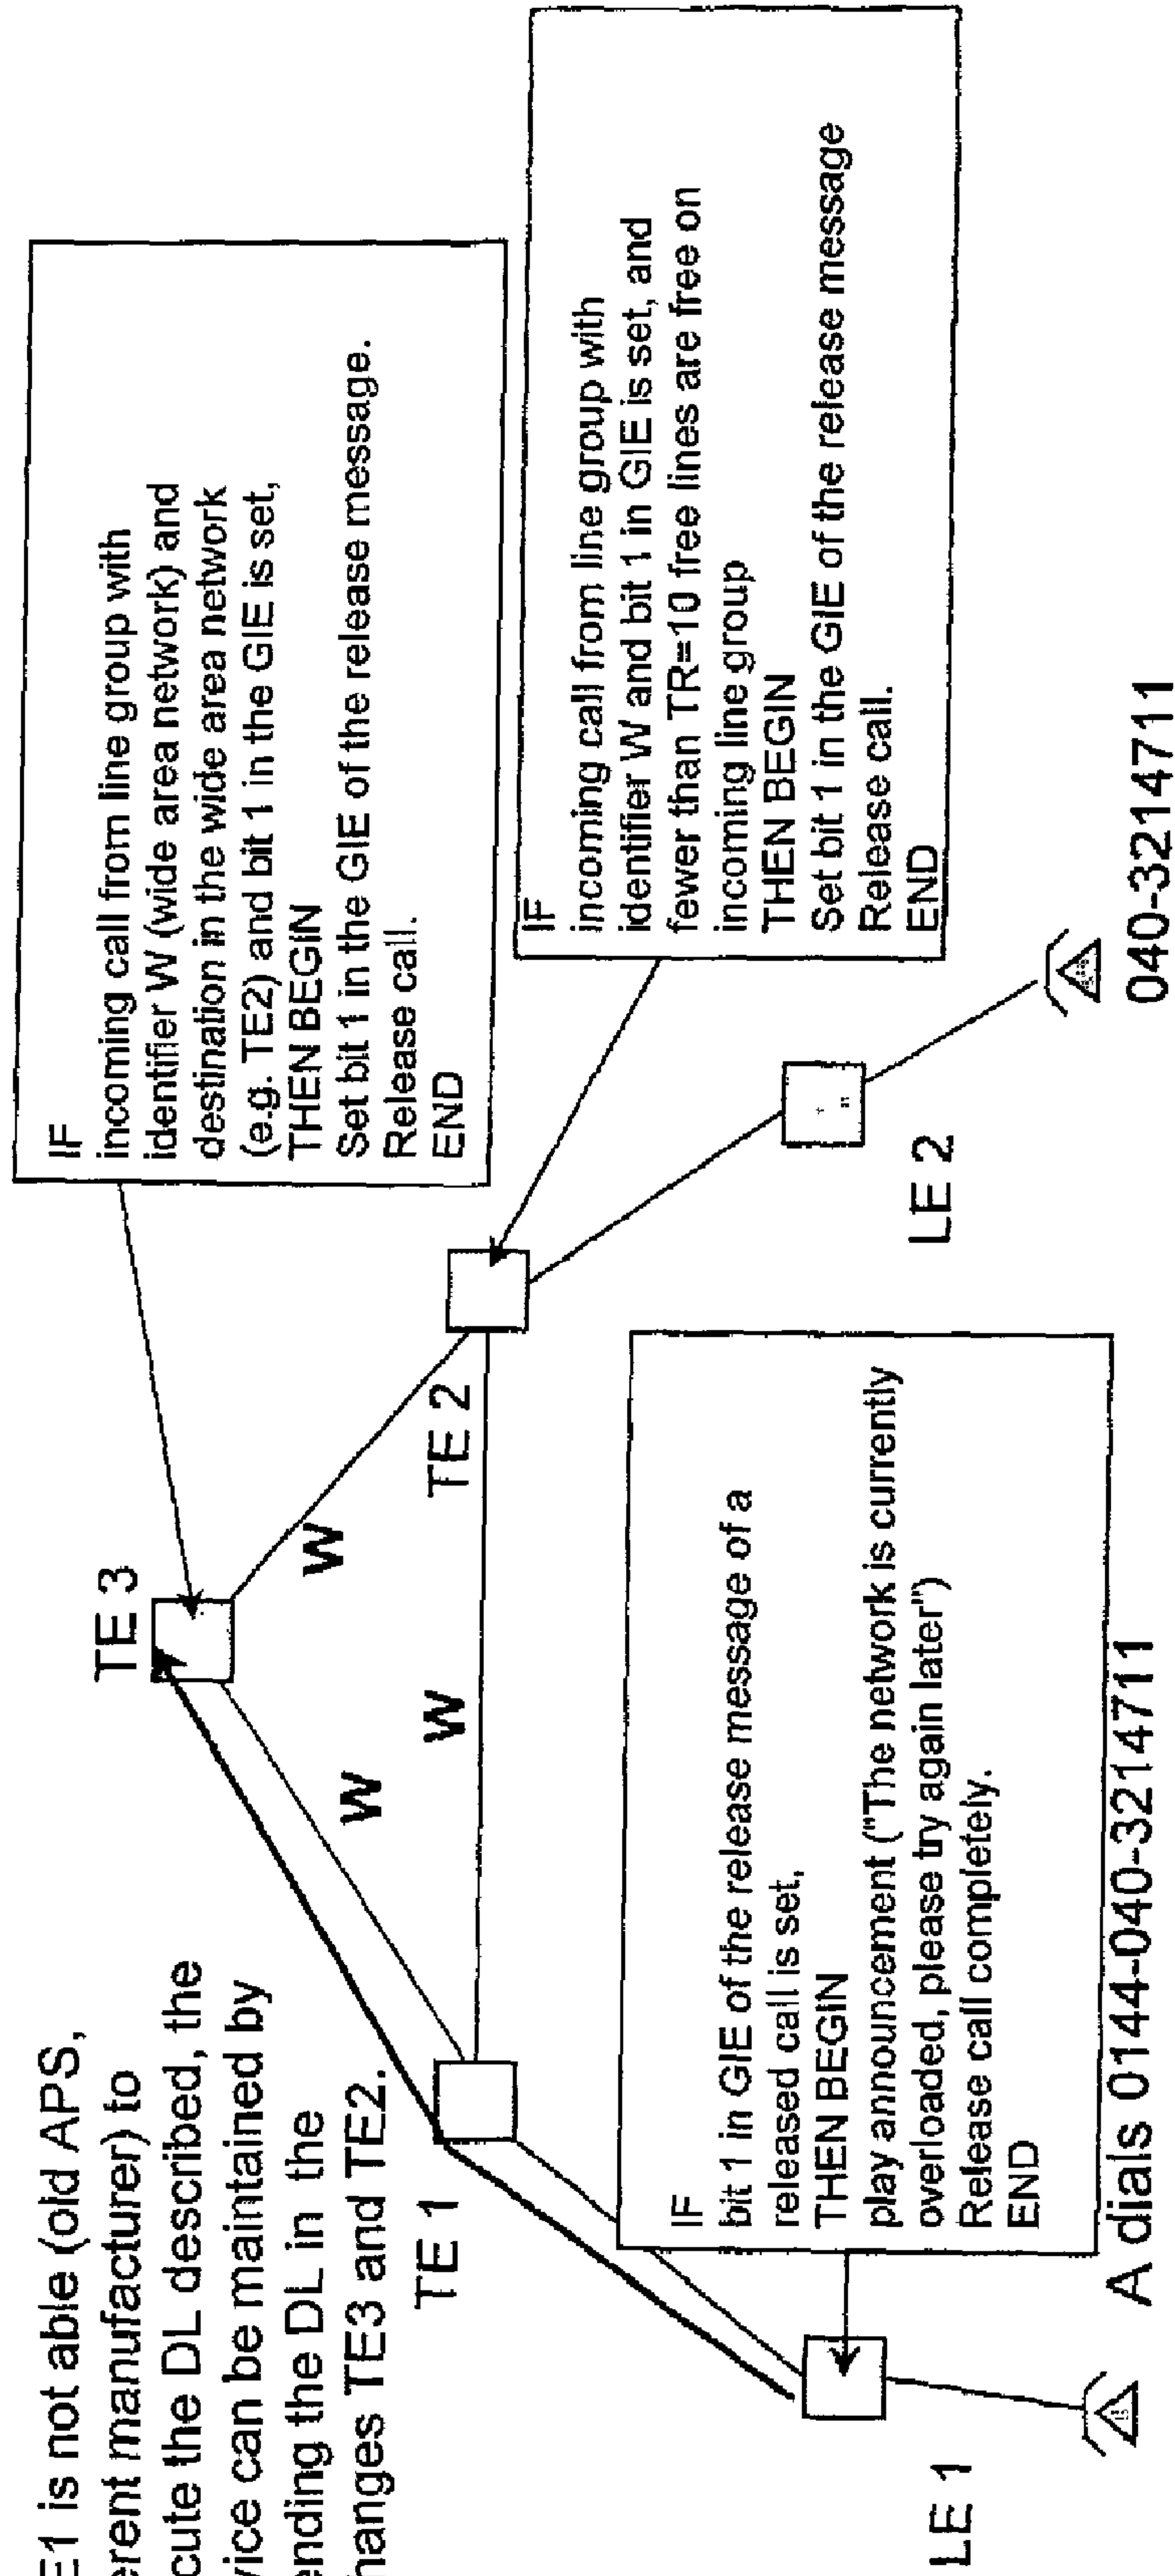 E1 is not able (old APS,
erent manufacturer) to
cute the DL described, the
vice can be maintained by
ending the DL in the
hanges TE3 and TE2.
TE 3
IF
incoming call from line group with
identifier W (wide area network) and
destination in the wide area network
(e.g. TE2) and bit 1 in the GIE is set,
THEN BEGIN
Set bit 1 in the GIE of the release message.
Release call.
END
W
W
W
TE 1
TE 2
IF
incoming call from line group with
identifier W and bit 1 in GIE is set, and
fewer than TR=10 free lines are free on
incoming line group
THEN BEGIN
Set bit 1 in the GIE of the release message
Release call.
END
IF
bit 1 in GIE of the release message of a
released call is set,
THEN BEGIN
play announcement ("The network is currently
overloaded, please try again later")
Release call completely.
END
LE 1
LE 2
A dials 0144-040-3214711
040-3214711